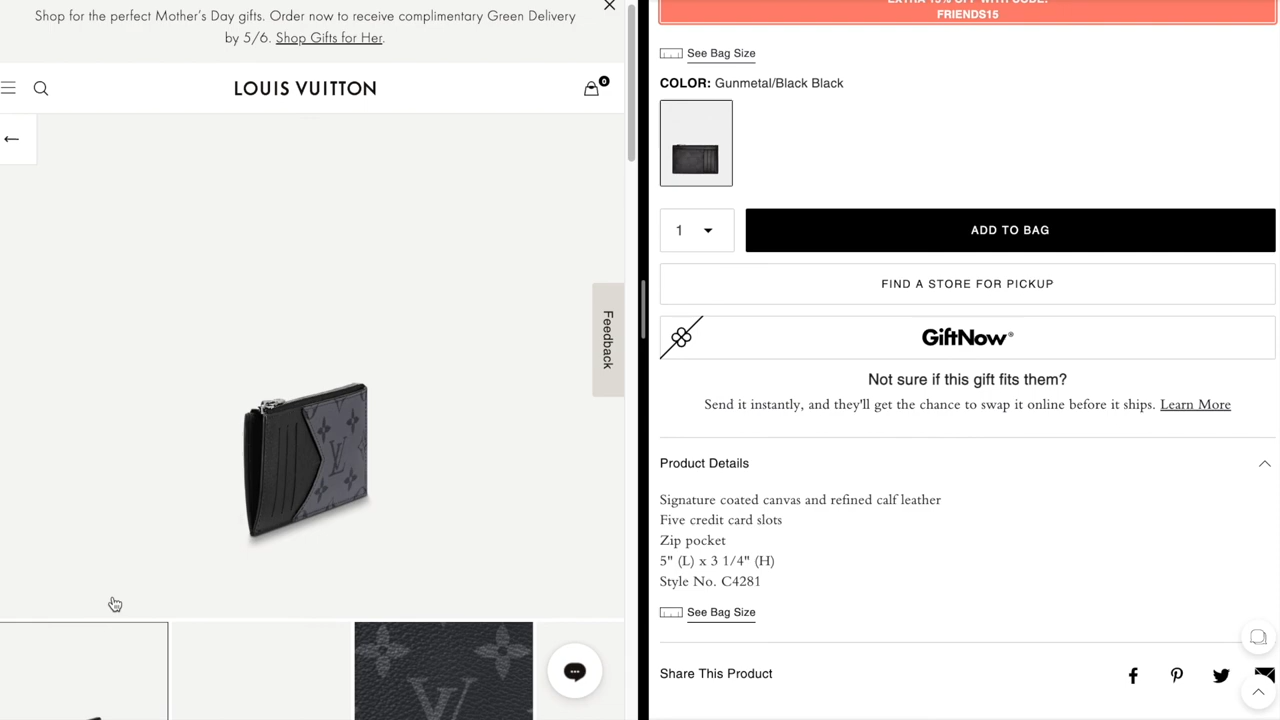 Shop for the perfect Mother's Day gifts. Order now to receive complimentary Green Delivery
by 5/6. Shop Gifts for Her.
LOUIS VUITTON
0
Feedback
EXTRA 15% OFF WITH CODE:
FRIENDS15
See Bag Size
COLOR: Gunmetal/Black Black
1
ADD TO BAG
FIND A STORE FOR PICKUP
GiftNow®
Not sure if this gift fits them?
Send it instantly, and they'll get the chance to swap it online before it ships. Learn More
Product Details
Signature coated canvas and refined calf leather
Five credit card slots
Zip pocket
5" (L) x 3 1/4" (H)
Style No. C4281
See Bag Size
Share This Product